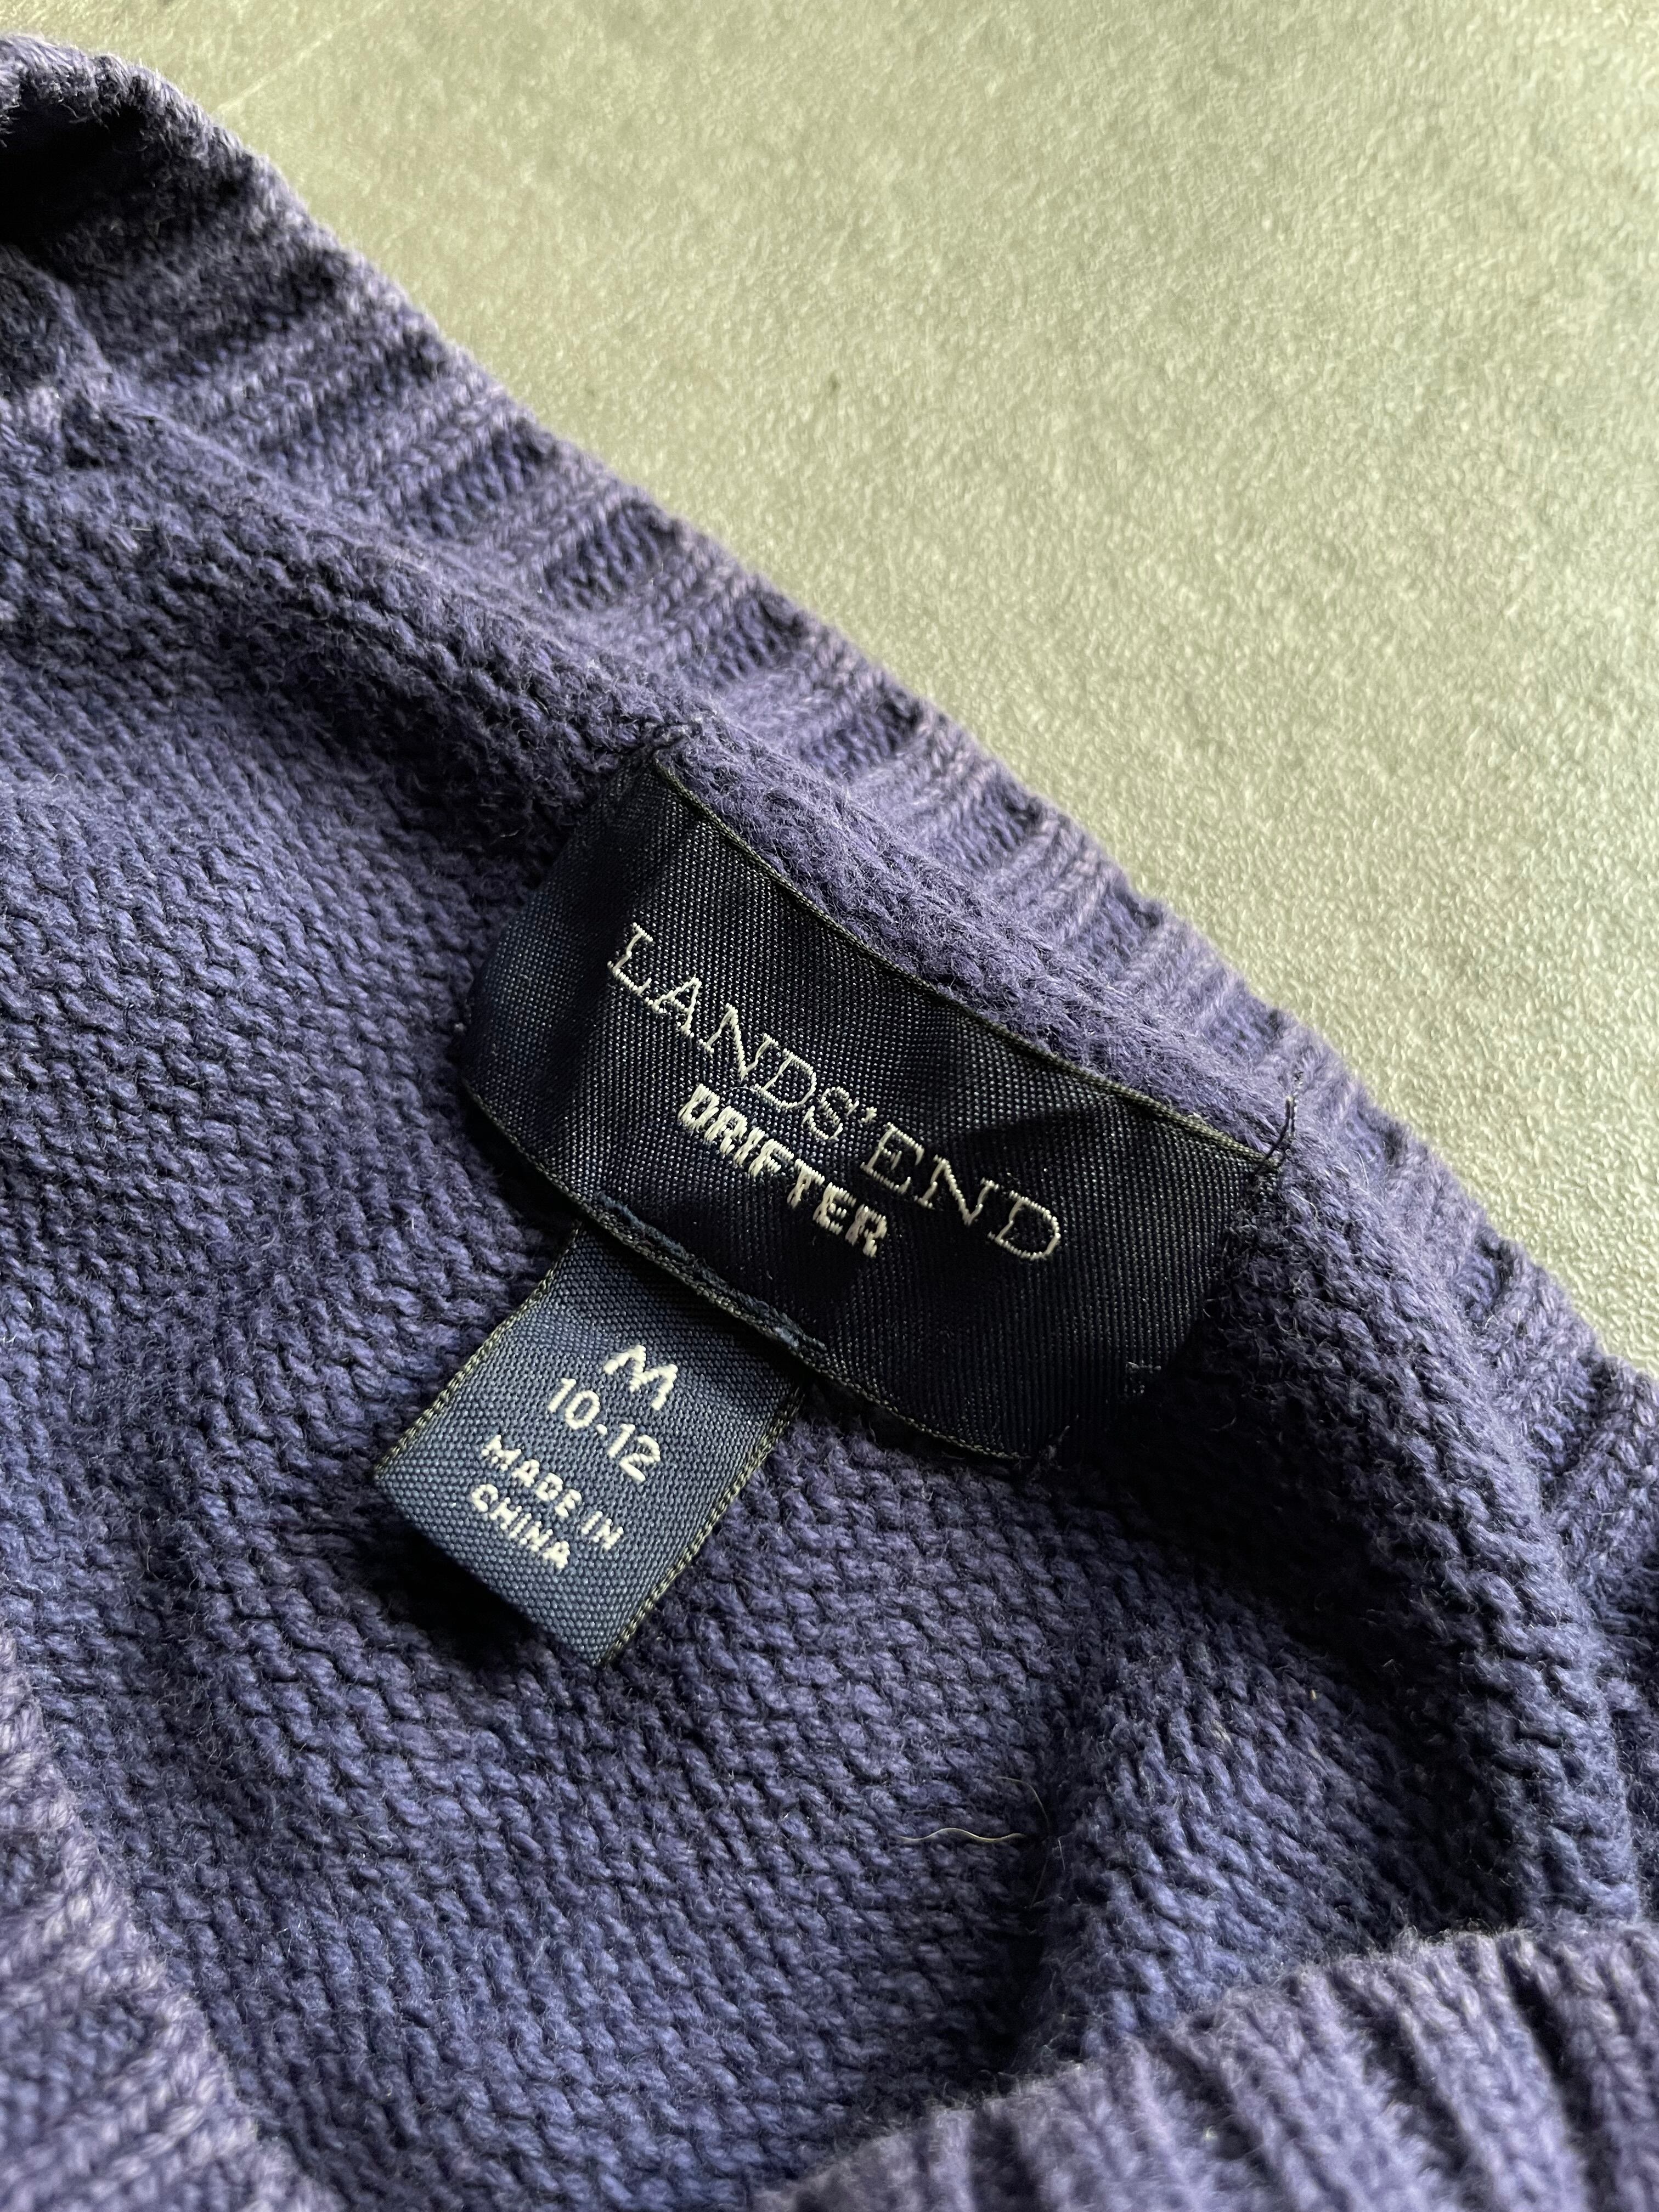 LANDS' END
DRIFTER
M
10-12
MADE IN
CHINA